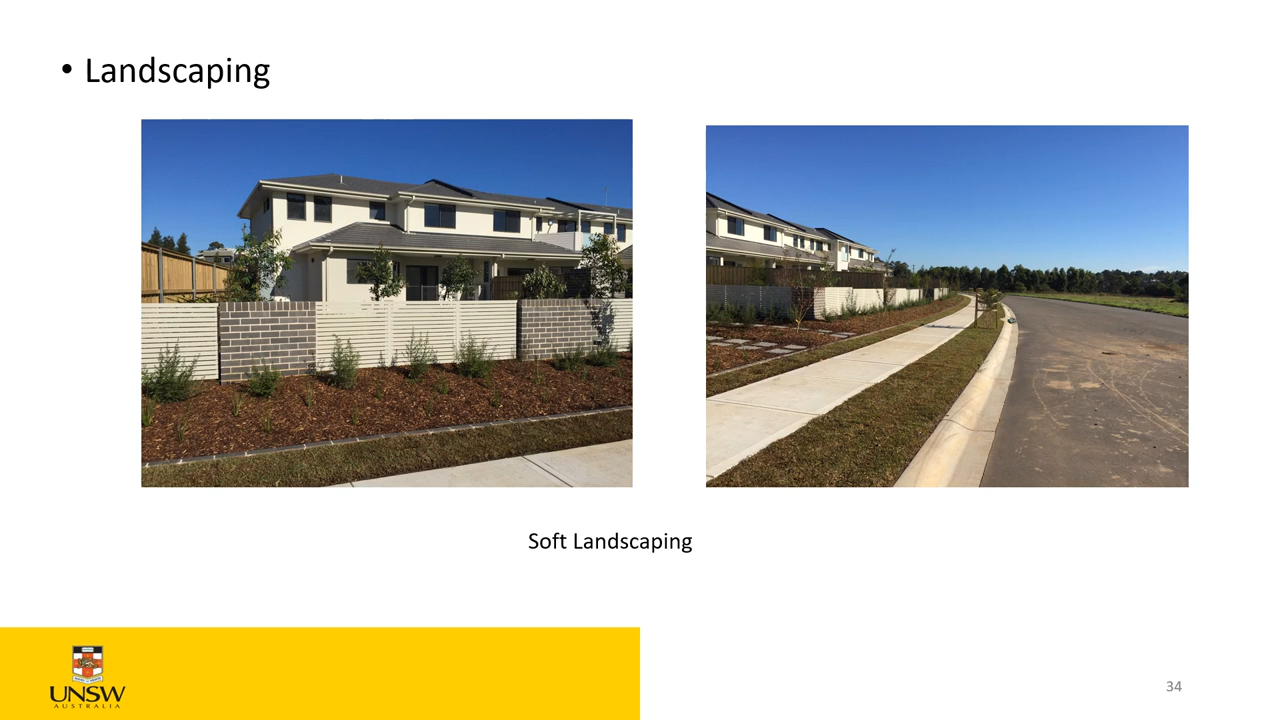 • Landscaping
Soft Landscaping
UNSW
AUSTRALIA
34